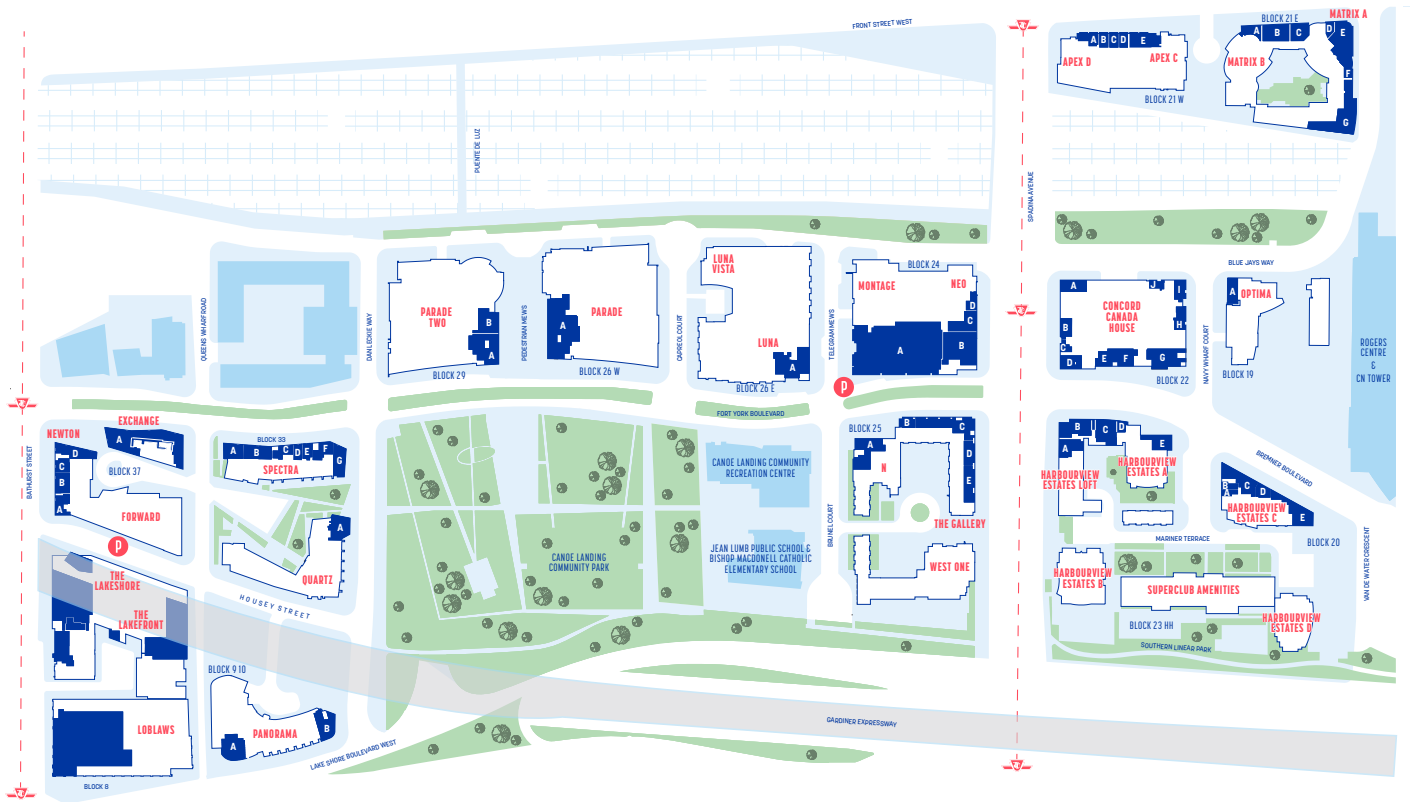 FRONT STREET WEST
BLOCK 21 E
MATRIX A
A B C D E
APEX D
APEX C
BLOCK 21 W
A B C
D E
MATRIX B
F
G
PUENTE DE LUZ
SPADINA AVENUE
BLUE JAYS WAY
QUEENS WHARF ROAD
DAN LECKIE WAY
PARADE
TWO
B
A
BLOCK 29
PEDESTRIAN MEWS
A
PARADE
BLOCK 26 W
CAPREOL COURT
LUNA
VISTA
LUNA
A
BLOCK 26 E
TELEGRAM MEWS
BLOCK 24
MONTAGE
NEO
D
C
A
B
P
A
J
I
CONCORD
CANADA
HOUSE
B
H
C
D
E
F
G
BLOCK 22
NAVY WHARF COURT
A
OPTIMA
BLOCK 19
ROGERS
CENTRE
&
CN TOWER
FORT YORK BOULEVARD
BATHURST STREET
NEWTON
EXCHANGE
A
D
C
B
A
BLOCK 37
FORWARD
BLOCK 33
A B C D E F
G
SPECTRA
A
QUARTZ
HOUSEY STREET
CANOE LANDING
COMMUNITY PARK
CANOE LANDING COMMUNITY
RECREATION CENTRE
JEAN LUMB PUBLIC SCHOOL &
BISHOP MACDONELL CATHOLIC
ELEMENTARY SCHOOL
BRUNEL COURT
BLOCK 25
A
B
C
D
E
N
THE GALLERY
WEST ONE
B C D
A
E
HARBOURVIEW
ESTATES LOFT
HARBOURVIEW
ESTATES A
BREMNER BOULEVARD
B
A
C
D
E
HARBOURVIEW
ESTATES C
BLOCK 20
MARINER TERRACE
VAN DE WATER CRESCENT
HARBOURVIEW
ESTATES B
SUPERCLUB AMENITIES
BLOCK 23 HH
HARBOURVIEW
ESTATES D
SOUTHERN LINEAR PARK
P
THE
LAKESHORE
THE
LAKEFRONT
LOBLAWS
BLOCK 8
BLOCK 9 10
PANORAMA
A
B
LAKE SHORE BOULEVARD WEST
GARDINER EXPRESSWAY